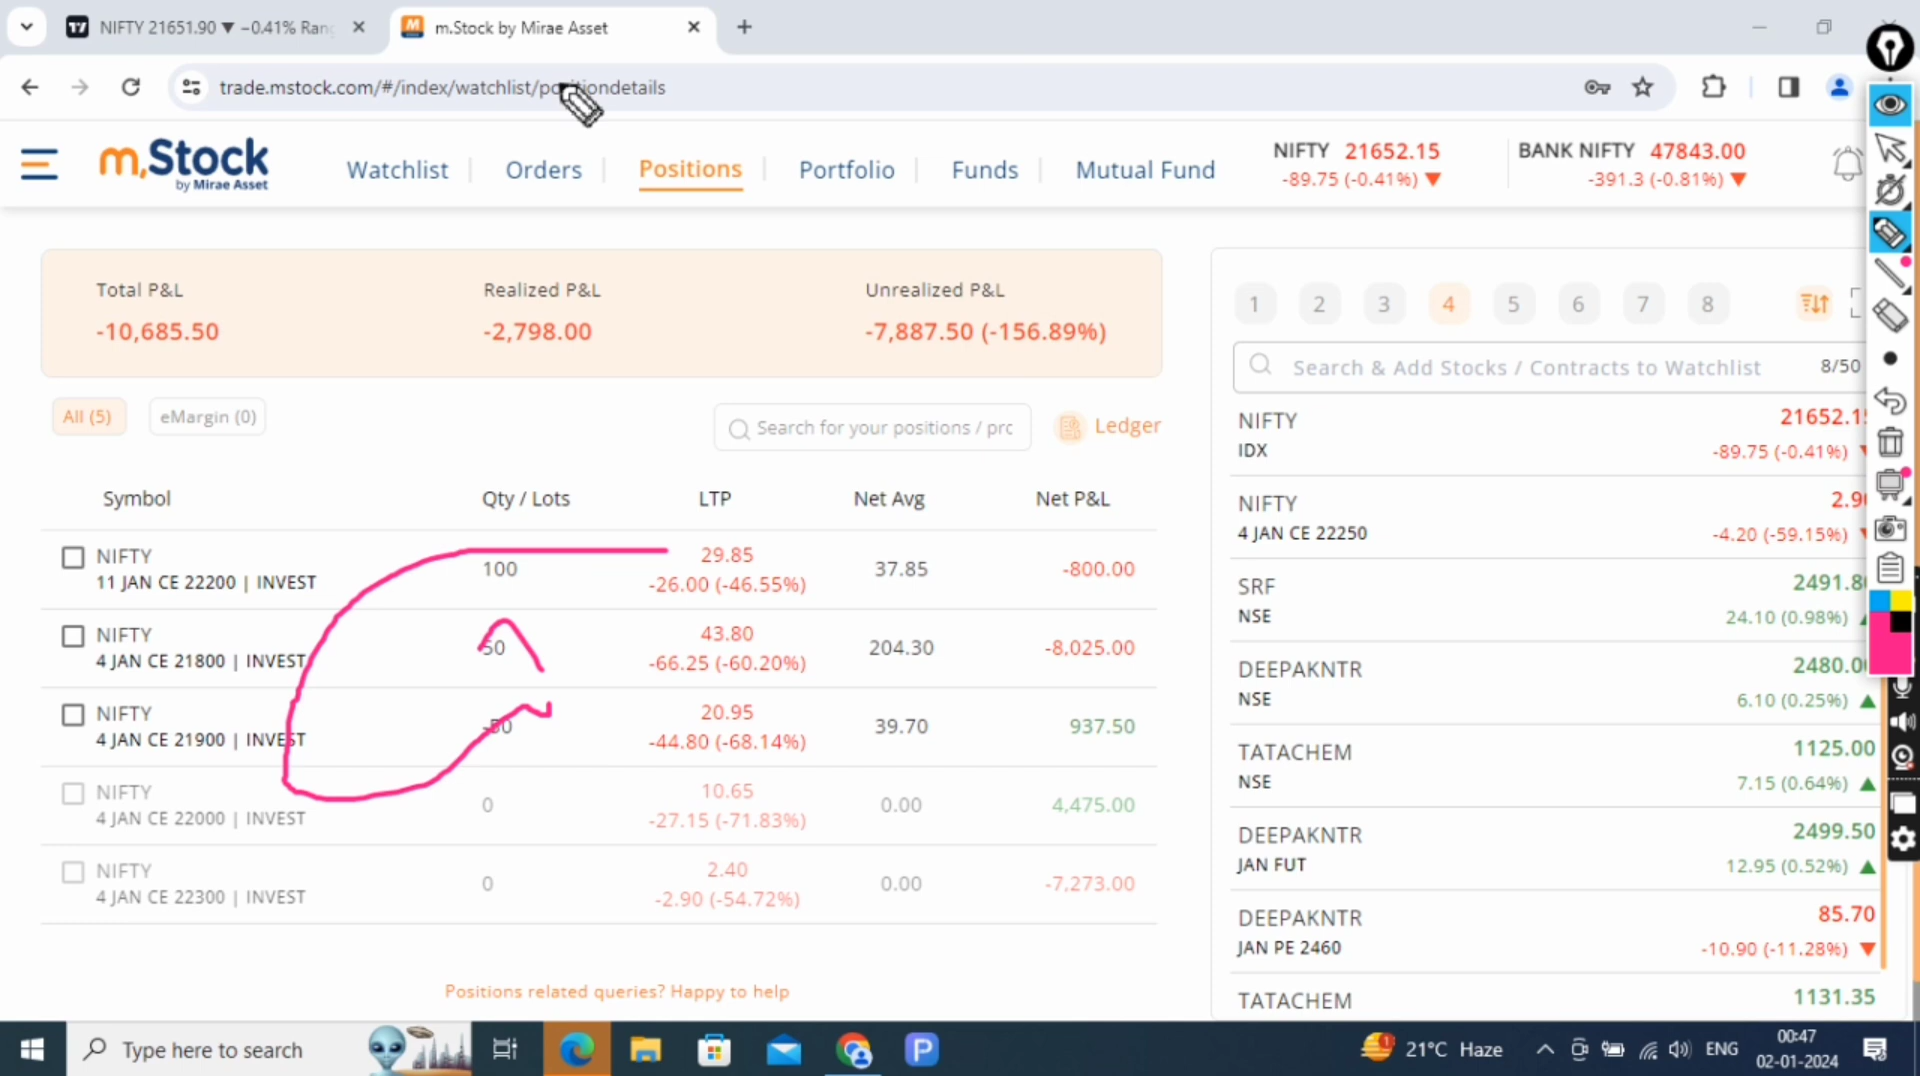 NIFTY 21651.90 ▼ −0.41% Ran
m.Stock by Mirae Asset
trade.mstock.com/#/index/watchlist/positiondetails
m.Stock
by Mirae Asset
Watchlist | Orders | Positions | Portfolio | Funds | Mutual Fund
NIFTY 21652.15
-89.75 (-0.41%) ▼
BANK NIFTY 47843.00
-391.3 (-0.81%) ▼
Total P&L
-10,685.50
Realized P&L
-2,798.00
Unrealized P&L
-7,887.50 (-156.89%)
All (5)
eMargin (0)
Search for your positions / prc
Ledger
Symbol Qty / Lots LTP Net Avg Net P&L
NIFTY
11 JAN CE 22200 | INVEST
100
29.85
-26.00 (-46.55%)
37.85
-800.00
NIFTY
4 JAN CE 21800 | INVEST
50
43.80
-66.25 (-60.20%)
204.30
-8,025.00
NIFTY
4 JAN CE 21900 | INVEST
-50
20.95
-44.80 (-68.14%)
39.70
937.50
NIFTY
4 JAN CE 22000 | INVEST
0
10.65
-27.15 (-71.83%)
0.00
4,475.00
NIFTY
4 JAN CE 22300 | INVEST
0
2.40
-2.90 (-54.72%)
0.00
-7,273.00
Positions related queries? Happy to help
1 2 3 4 5 6 7 8
Search & Add Stocks / Contracts to Watchlist
8/50
NIFTY
IDX
21652.15
-89.75 (-0.41%)
NIFTY
4 JAN CE 22250
2.90
-4.20 (-59.15%)
SRF
NSE
2491.80
24.10 (0.98%)
DEEPAKNTR
NSE
2480.00
6.10 (0.25%) ▲
TATACHEM
NSE
1125.00
7.15 (0.64%) ▲
DEEPAKNTR
JAN FUT
2499.50
12.95 (0.52%) ▲
DEEPAKNTR
JAN PE 2460
85.70
-10.90 (-11.28%) ▼
TATACHEM
1131.35
Type here to search
21°C Haze
ENG
00:47
02-01-2024